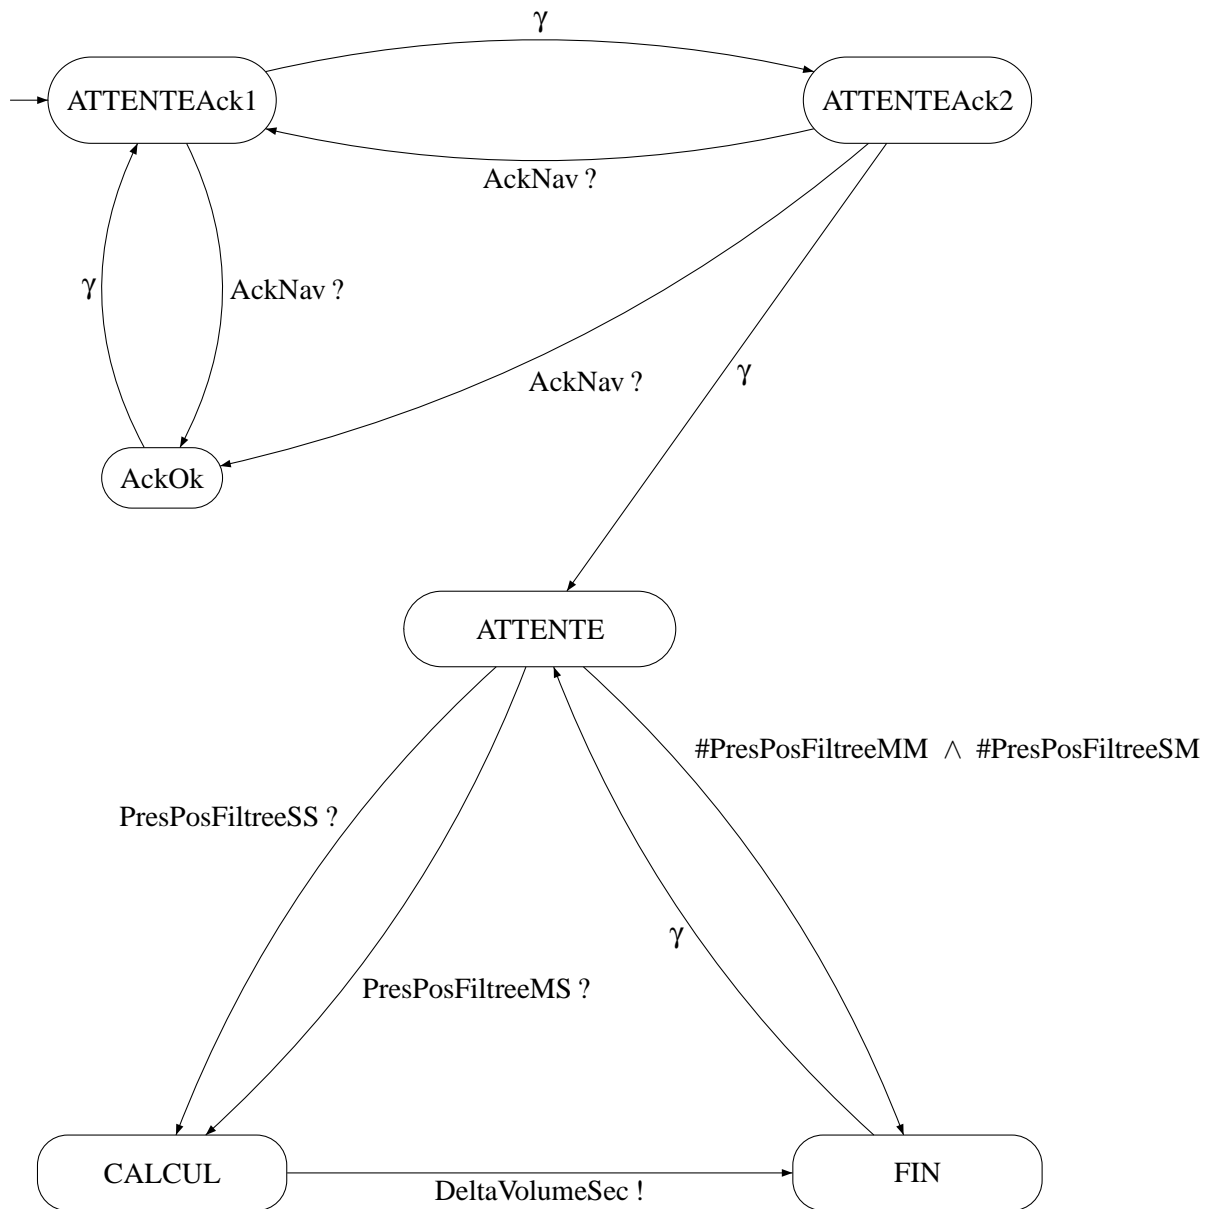 γ
ATTENTEAck1
ATTENTEAck2
AckNav ?
γ
AckNav ?
AckNav ?
γ
AckOk
ATTENTE
#PresPosFiltreeMM ∧ #PresPosFiltreeSM
PresPosFiltreeSS ?
γ
PresPosFiltreeMS ?
CALCUL
FIN
DeltaVolumeSec !